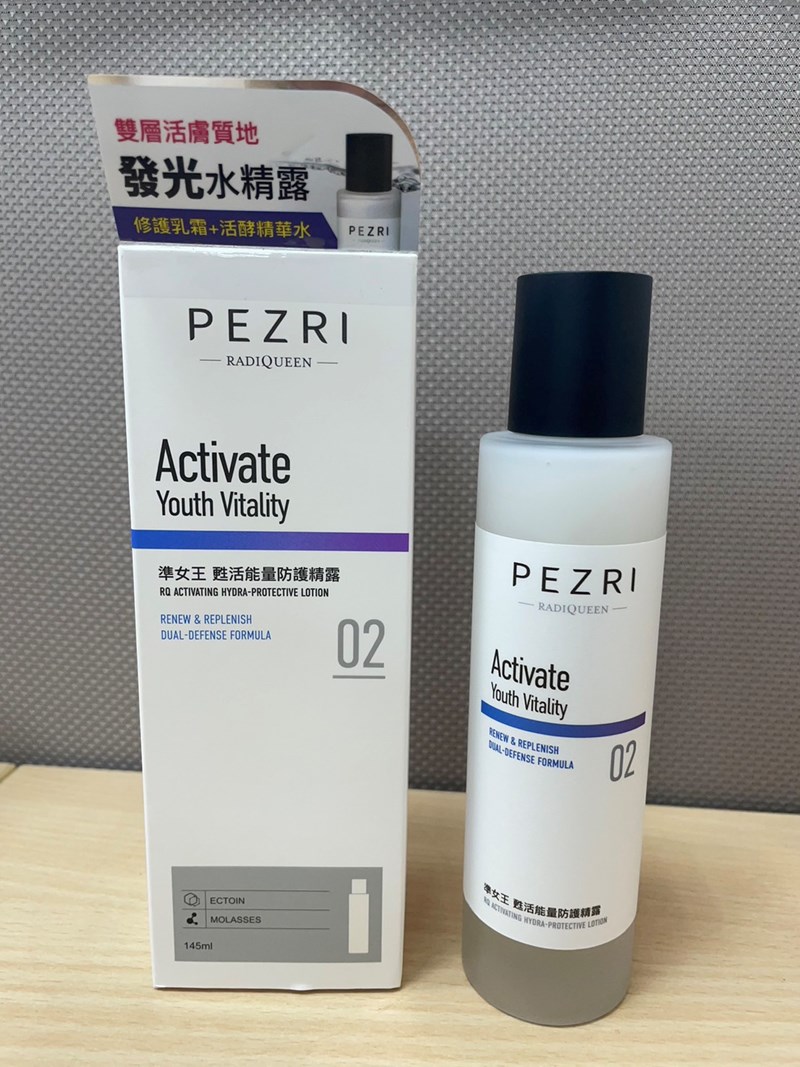 雙層活膚質地
發光水精露
修護乳霜+活酵精華水
PEZRI
PEZRI
RADIQUEEN
Activate
Youth Vitality
準女王 甦活能量防護精露
RQ ACTIVATING HYDRA-PROTECTIVE LOTION
RENEW & REPLENISH
DUAL-DEFENSE FORMULA
02
ECTOIN
MOLASSES
145ml
PEZRI
RADIQUEEN
Activate
Youth Vitality
RENEW & REPLENISH
DUAL-DEFENSE FORMULA
02
準女王 甦活能量防護精露
RQ ACTIVATING HYDRA-PROTECTIVE LOTION